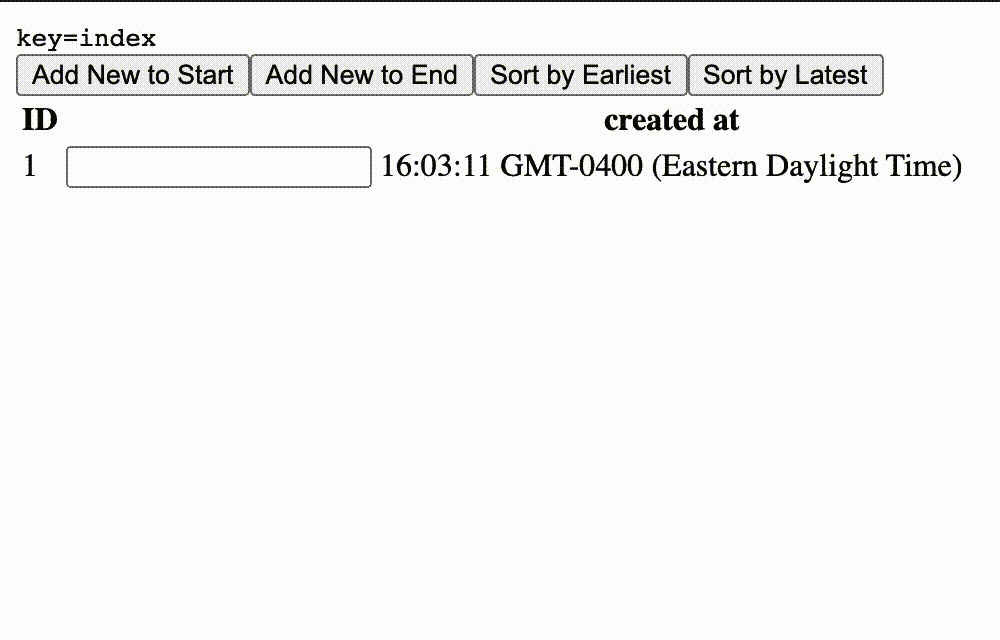 key=index
Add New to Start Add New to End Sort by Earliest Sort by Latest
ID created at
1 16:03:11 GMT-0400 (Eastern Daylight Time)